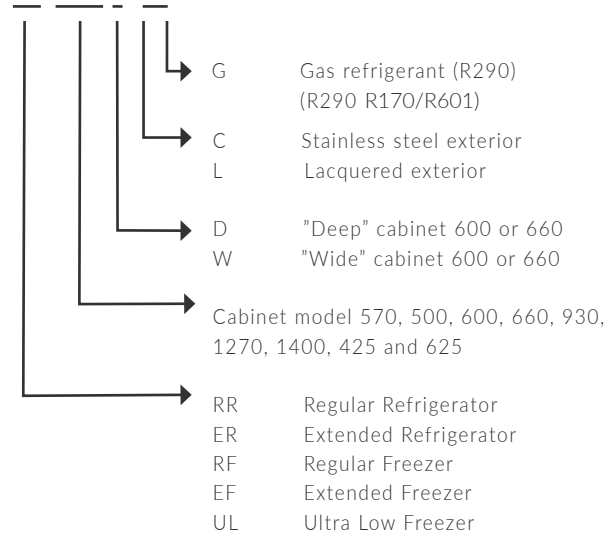 G Gas refrigerant (R290)
(R290 R170/R601)
C Stainless steel exterior
L Lacquered exterior
D ”Deep” cabinet 600 or 660
W ”Wide” cabinet 600 or 660
Cabinet model 570, 500, 600, 660, 930,
1270, 1400, 425 and 625
RR Regular Refrigerator
ER Extended Refrigerator
RF Regular Freezer
EF Extended Freezer
UL Ultra Low Freezer